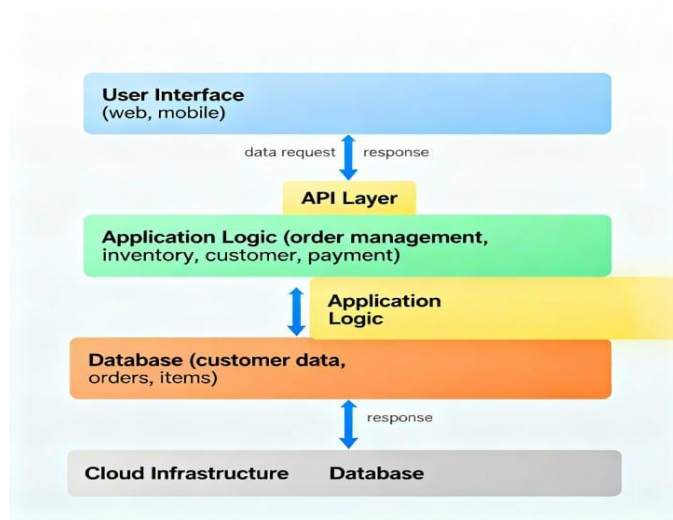 User Interface
(web, mobile)
data request response
API Layer
Application Logic (order management,
inventory, customer, payment)
Application
Logic
Database (customer data,
orders, items)
response
Cloud Infrastructure Database